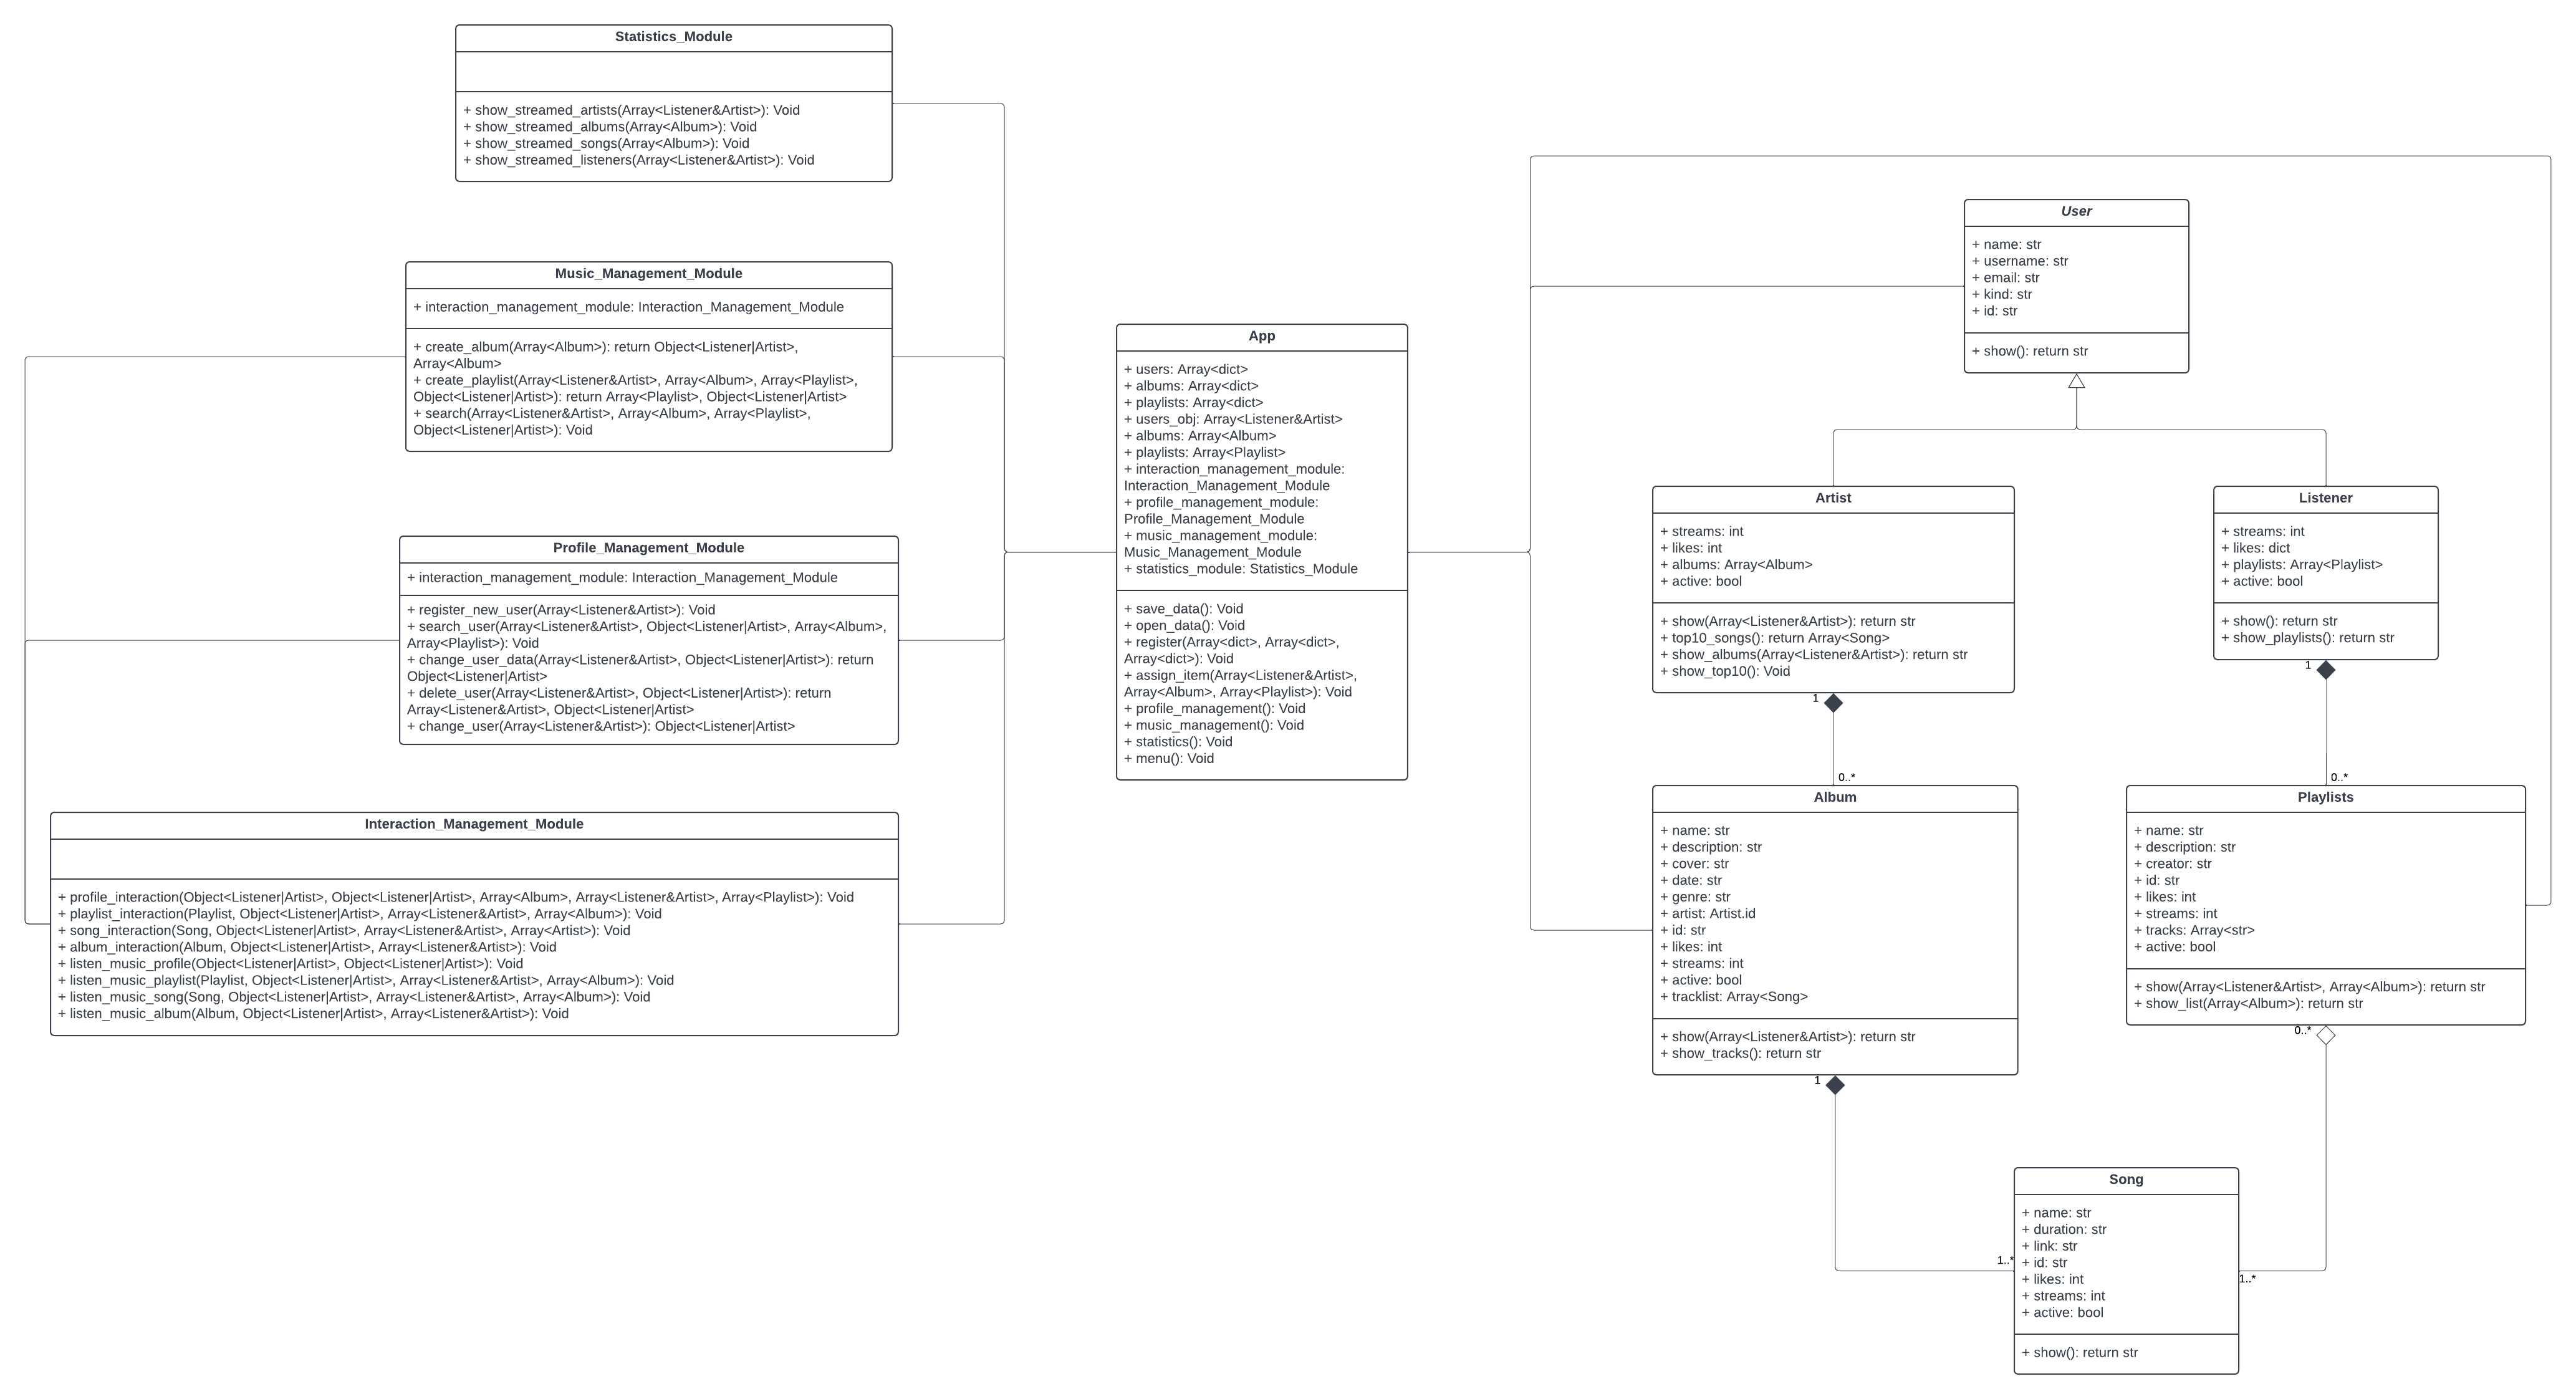 Statistics_Module
+ show_streamed_artists(Array<Listener&Artist>): Void
+ show_streamed_albums(Array<Album>): Void
+ show_streamed_songs(Array<Album>): Void
+ show_streamed_listeners(Array<Listener&Artist>): Void
Music_Management_Module
+ interaction_management_module: Interaction_Management_Module
+ create_album(Array<Album>): return Object<Listener|Artist>,
Array<Album>
+ create_playlist(Array<Listener&Artist>, Array<Album>, Array<Playlist>,
Object<Listener|Artist>): return Array<Playlist>, Object<Listener|Artist>
+ search(Array<Listener&Artist>, Array<Album>, Array<Playlist>,
Object<Listener|Artist>): Void
Profile_Management_Module
+ interaction_management_module: Interaction_Management_Module
+ register_new_user(Array<Listener&Artist>): Void
+ search_user(Array<Listener&Artist>, Object<Listener|Artist>, Array<Album>,
Array<Playlist>): Void
+ change_user_data(Array<Listener&Artist>, Object<Listener|Artist>): return
Object<Listener|Artist>
+ delete_user(Array<Listener&Artist>, Object<Listener|Artist>): return
Array<Listener&Artist>, Object<Listener|Artist>
+ change_user(Array<Listener&Artist>): Object<Listener|Artist>
Interaction_Management_Module
+ profile_interaction(Object<Listener|Artist>, Object<Listener|Artist>, Array<Album>, Array<Listener&Artist>, Array<Playlist>): Void
+ playlist_interaction(Playlist, Object<Listener|Artist>, Array<Listener&Artist>, Array<Album>): Void
+ song_interaction(Song, Object<Listener|Artist>, Array<Listener&Artist>, Array<Artist>): Void
+ album_interaction(Album, Object<Listener|Artist>, Array<Listener&Artist>): Void
+ listen_music_profile(Object<Listener|Artist>, Object<Listener|Artist>): Void
+ listen_music_playlist(Playlist, Object<Listener|Artist>, Array<Listener&Artist>, Array<Album>): Void
+ listen_music_song(Song, Object<Listener|Artist>, Array<Listener&Artist>, Array<Album>): Void
+ listen_music_album(Album, Object<Listener|Artist>, Array<Listener&Artist>): Void
App
+ users: Array<dict>
+ albums: Array<dict>
+ playlists: Array<dict>
+ users_obj: Array<Listener&Artist>
+ albums: Array<Album>
+ playlists: Array<Playlist>
+ interaction_management_module:
Interaction_Management_Module
+ profile_management_module:
Profile_Management_Module
+ music_management_module:
Music_Management_Module
+ statistics_module: Statistics_Module
+ save_data(): Void
+ open_data(): Void
+ register(Array<dict>, Array<dict>,
Array<dict>): Void
+ assign_item(Array<Listener&Artist>,
Array<Album>, Array<Playlist>): Void
+ profile_management(): Void
+ music_management(): Void
+ statistics(): Void
+ menu(): Void
User
+ name: str
+ username: str
+ email: str
+ kind: str
+ id: str
+ show(): return str
Artist
+ streams: int
+ likes: int
+ albums: Array<Album>
+ active: bool
+ show(Array<Listener&Artist>): return str
+ top10_songs(): return Array<Song>
+ show_albums(Array<Listener&Artist>): return str
+ show_top10(): Void
1
0..*
Listener
+ streams: int
+ likes: dict
+ playlists: Array<Playlist>
+ active: bool
+ show(): return str
+ show_playlists(): return str
1
0..*
Album
+ name: str
+ description: str
+ cover: str
+ date: str
+ genre: str
+ artist: Artist.id
+ id: str
+ likes: int
+ streams: int
+ active: bool
+ tracklist: Array<Song>
+ show(Array<Listener&Artist>): return str
+ show_tracks(): return str
1
1..*
Playlists
+ name: str
+ description: str
+ creator: str
+ id: str
+ likes: int
+ streams: int
+ tracks: Array<str>
+ active: bool
+ show(Array<Listener&Artist>, Array<Album>): return str
+ show_list(Array<Album>): return str
0..*
1..*
Song
+ name: str
+ duration: str
+ link: str
+ id: str
+ likes: int
+ streams: int
+ active: bool
+ show(): return str